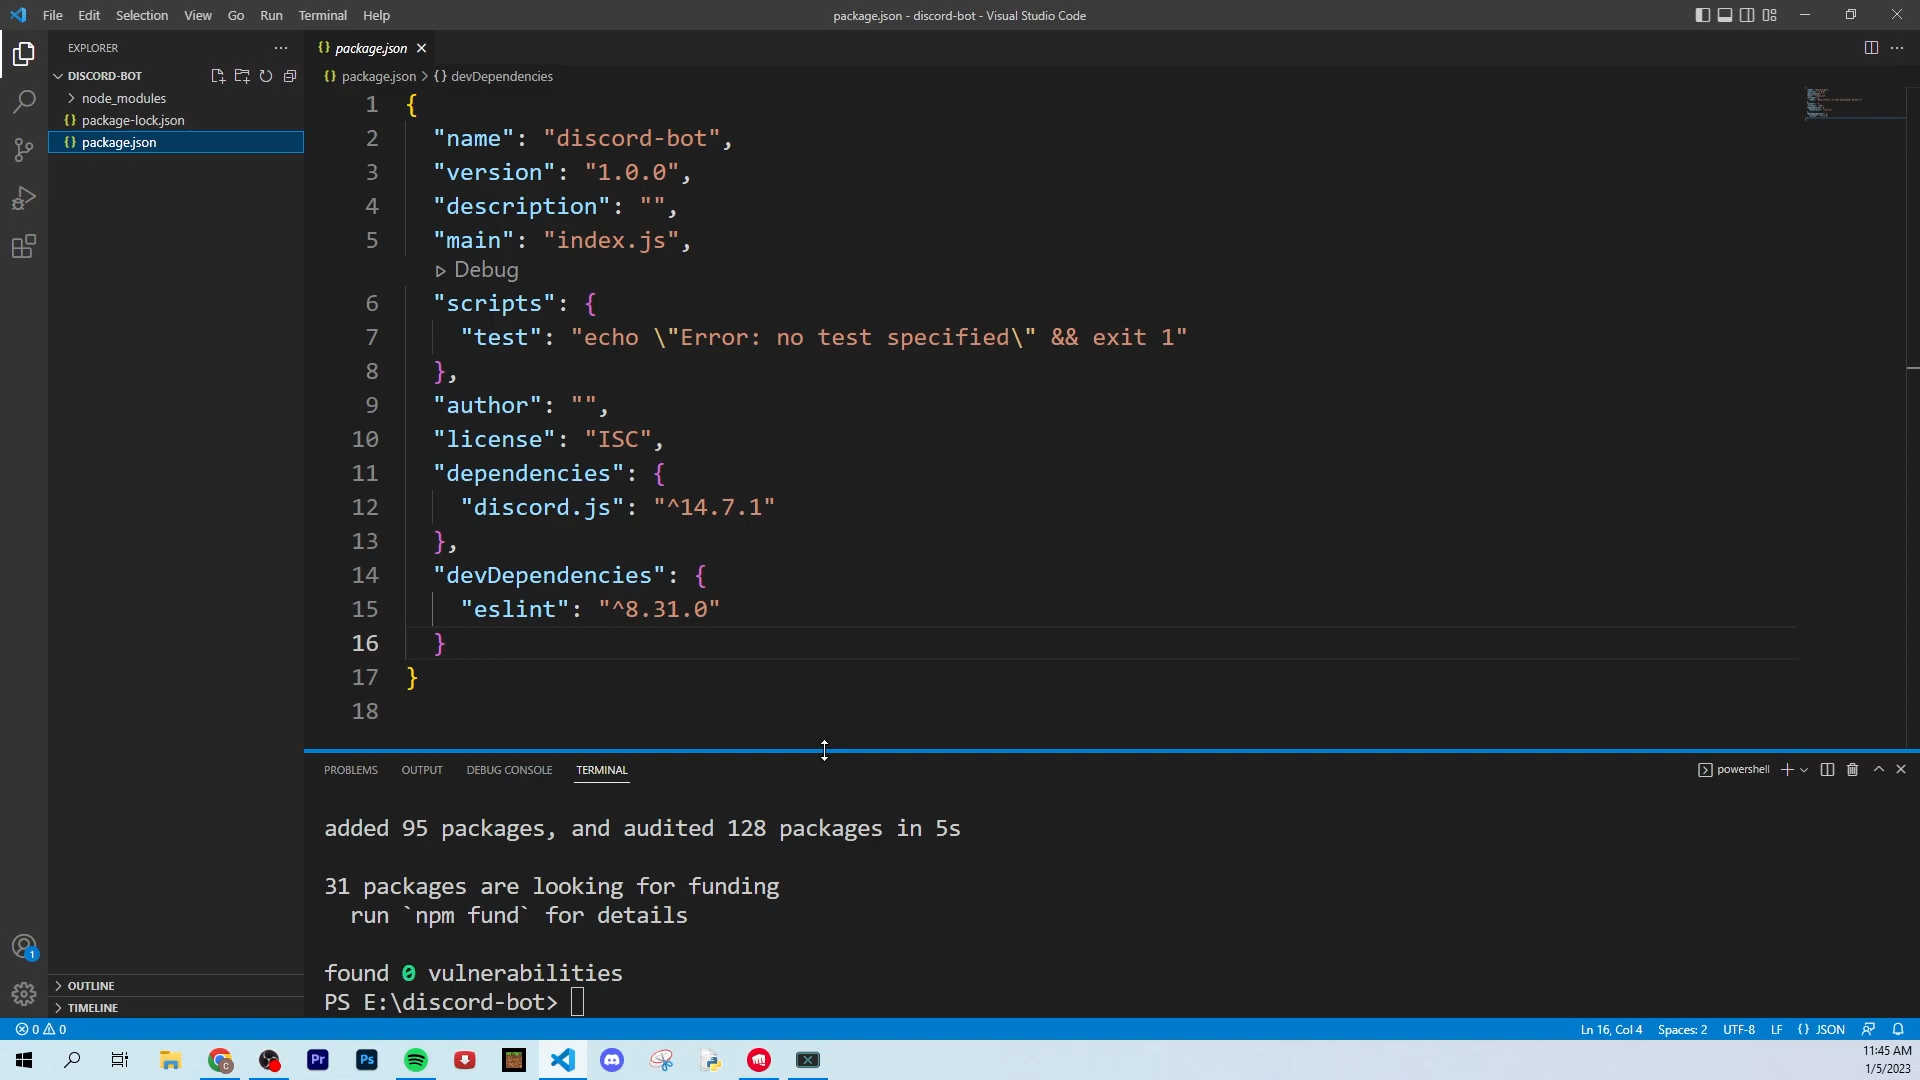 File Edit Selection View Go Run Terminal Help
package.json - discord-bot - Visual Studio Code
EXPLORER
DISCORD-BOT
node_modules
{} package-lock.json
{} package.json
OUTLINE
TIMELINE
{} package.json
{} package.json > {} devDependencies
1 {
2 "name": "discord-bot",
3 "version": "1.0.0",
4 "description": "",
5 "main": "index.js",
Debug
6 "scripts": {
7 "test": "echo \"Error: no test specified\" && exit 1"
8 },
9 "author": "",
10 "license": "ISC",
11 "dependencies": {
12 "discord.js": "^14.7.1"
13 },
14 "devDependencies": {
15 "eslint": "^8.31.0"
16 }
17 }
18
PROBLEMS OUTPUT DEBUG CONSOLE TERMINAL
powershell
added 95 packages, and audited 128 packages in 5s
31 packages are looking for funding
run `npm fund` for details
found 0 vulnerabilities
PS E:\discord-bot>
1
0 0
Ln 16, Col 4 Spaces: 2 UTF-8 LF {} JSON
Pr Ps
11:45 AM
1/5/2023